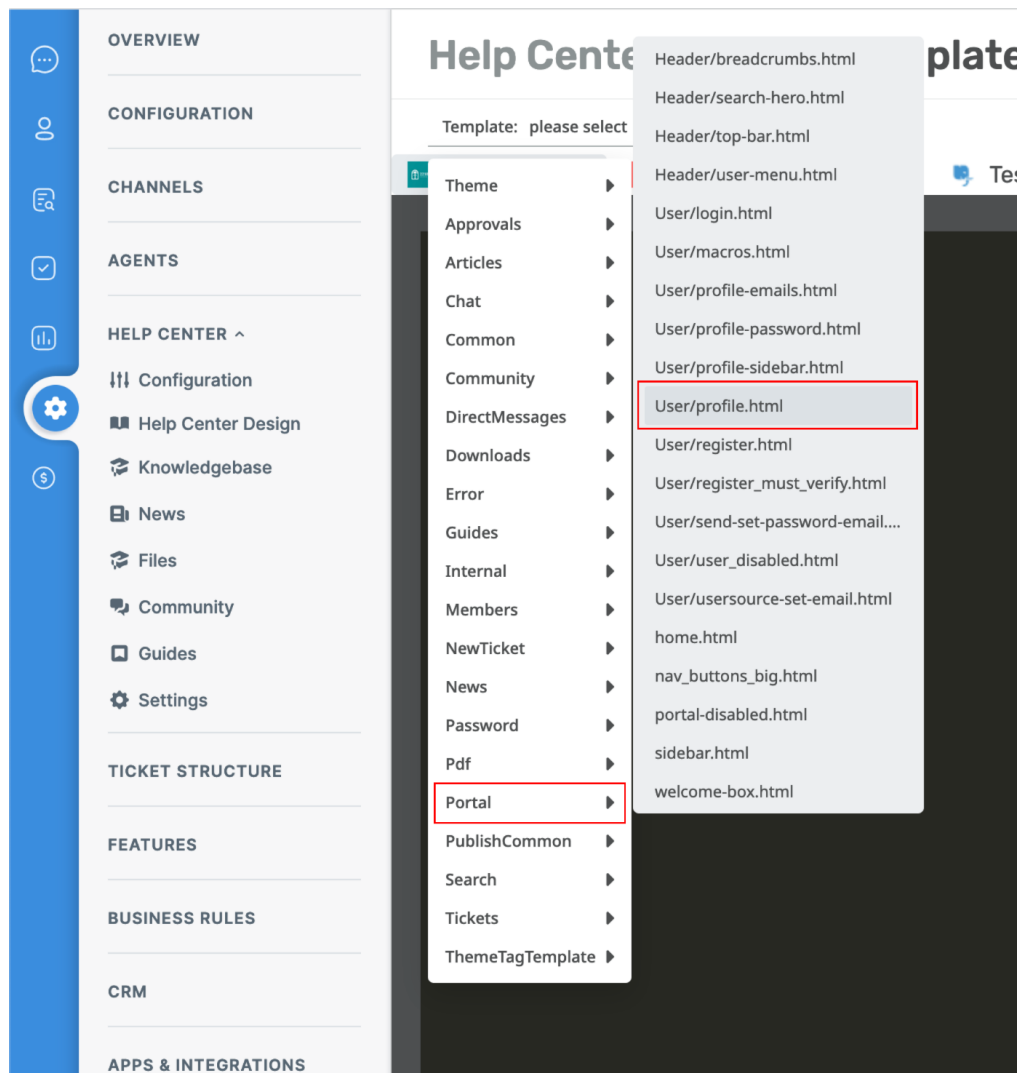 OVERVIEW
CONFIGURATION
CHANNELS
AGENTS
HELP CENTER
Configuration
Help Center Design
Knowledgebase
News
Files
Community
Guides
Settings
TICKET STRUCTURE
FEATURES
BUSINESS RULES
CRM
APPS & INTEGRATIONS
Help Cente
plate
Template: please select
Tes
Theme
Approvals
Articles
Chat
Common
Community
DirectMessages
Downloads
Error
Guides
Internal
Members
NewTicket
News
Password
Pdf
Portal
PublishCommon
Search
Tickets
ThemeTagTemplate
Header/breadcrumbs.html
Header/search-hero.html
Header/top-bar.html
Header/user-menu.html
User/login.html
User/macros.html
User/profile-emails.html
User/profile-password.html
User/profile-sidebar.html
User/profile.html
User/register.html
User/register_must_verify.html
User/send-set-password-email....
User/user_disabled.html
User/usersource-set-email.html
home.html
nav_buttons_big.html
portal-disabled.html
sidebar.html
welcome-box.html